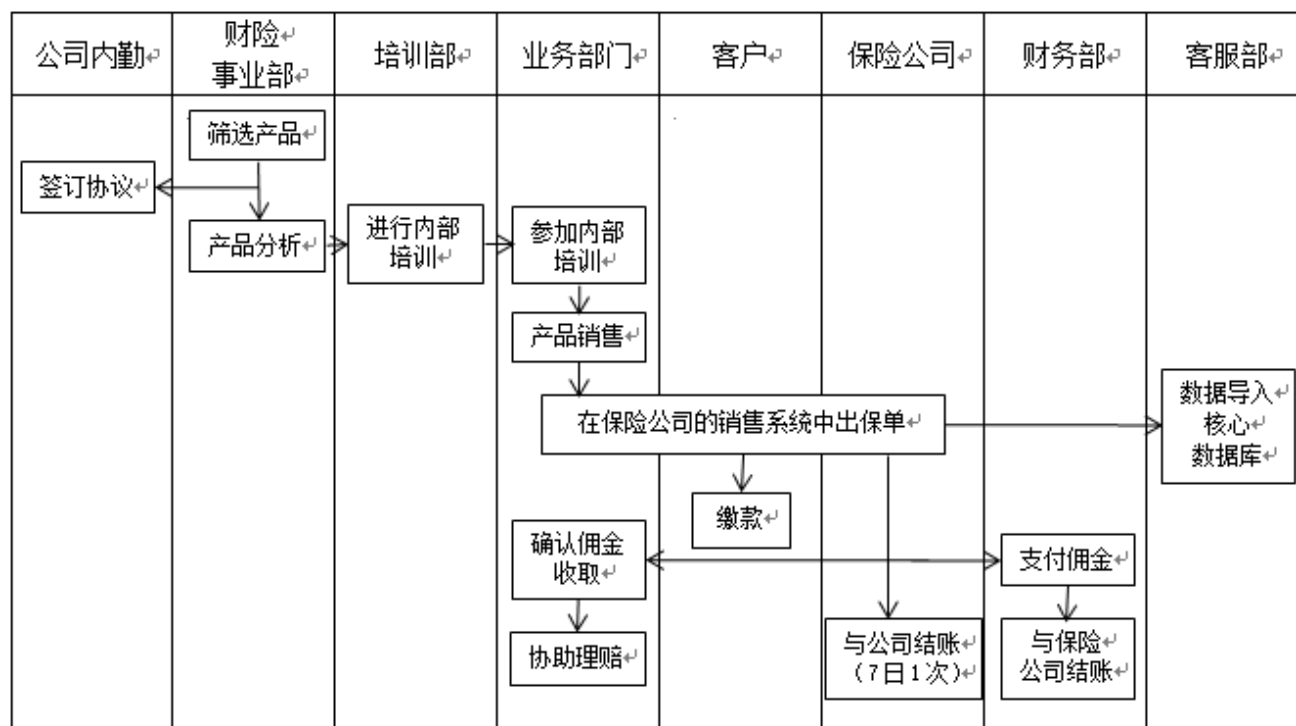 公司内勤
财险
事业部
培训部
业务部门
客户
保险公司
财务部
客服部
筛选产品
签订协议
产品分析
进行内部
培训
参加内部
培训
产品销售
在保险公司的销售系统中出保单
数据导入
核心
数据库
缴款
确认佣金
收取
支付佣金
协助理赔
与公司结账
(7日1次)
与保险
公司结账